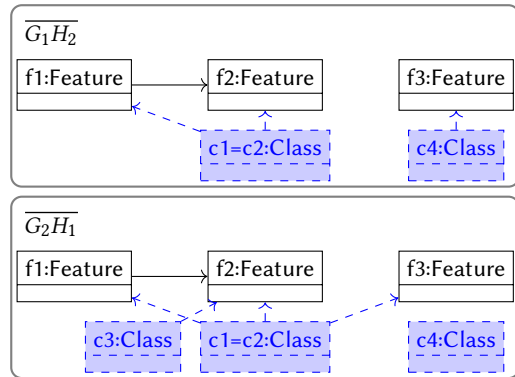 G₁H₂
f1:Feature f2:Feature f3:Feature
c1=c2:Class c4:Class
G₂H₁
f1:Feature f2:Feature f3:Feature
c3:Class c1=c2:Class c4:Class